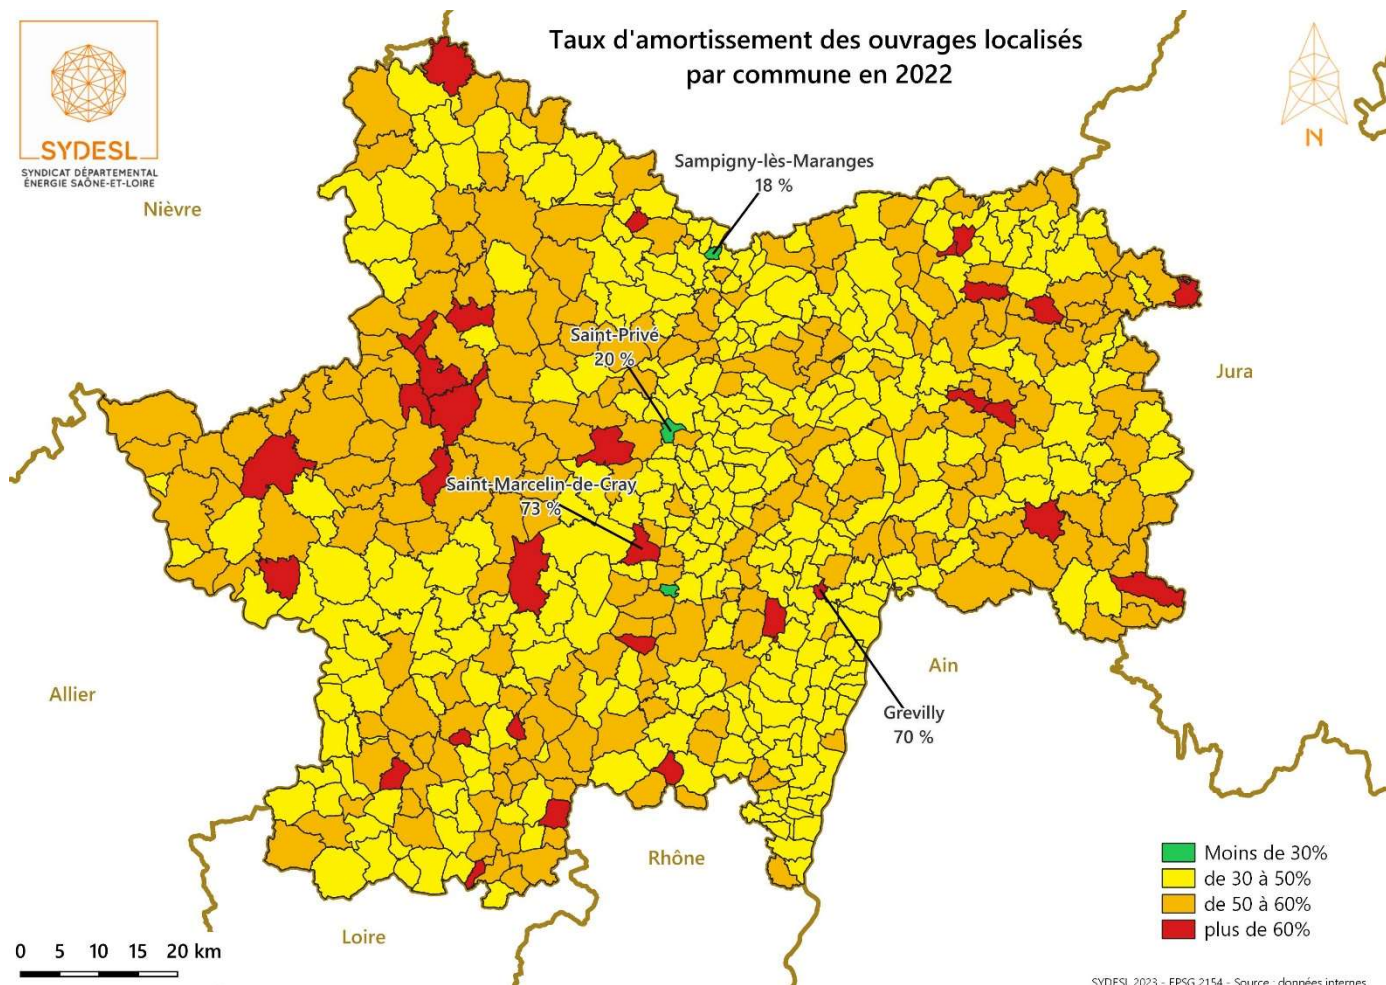 Taux d'amortissement des ouvrages localisés
par commune en 2022
SYDESL
SYNDICAT DÉPARTEMENTAL
ÉNERGIE SAÔNE-ET-LOIRE
N
Nièvre
Sampigny-lès-Maranges
18 %
Saint-Privé
20 %
Jura
Saint-Marcelin-de-Cray
73 %
Allier
Ain
Grevilly
70 %
Rhône
Loire
Moins de 30%
de 30 à 50%
de 50 à 60%
plus de 60%
0 5 10 15 20 km
SYDESL 2023 - EPSG 2154 - Source : données internes